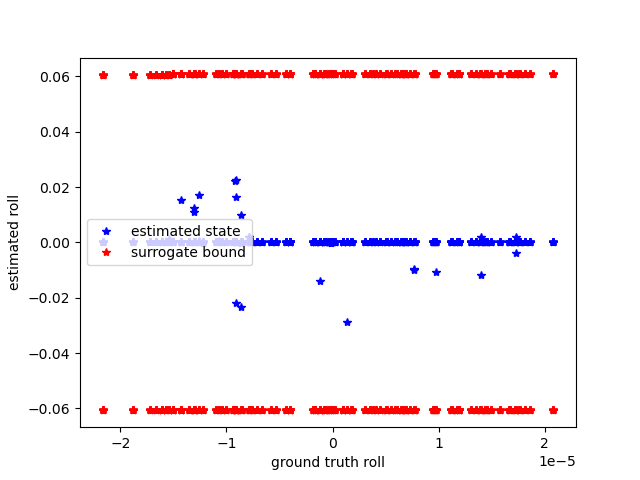 0.06
0.04
0.02
0.00
−0.02
−0.04
−0.06
estimated roll
estimated state
surrogate bound
−2
−1
0
1
2
1e−5
ground truth roll